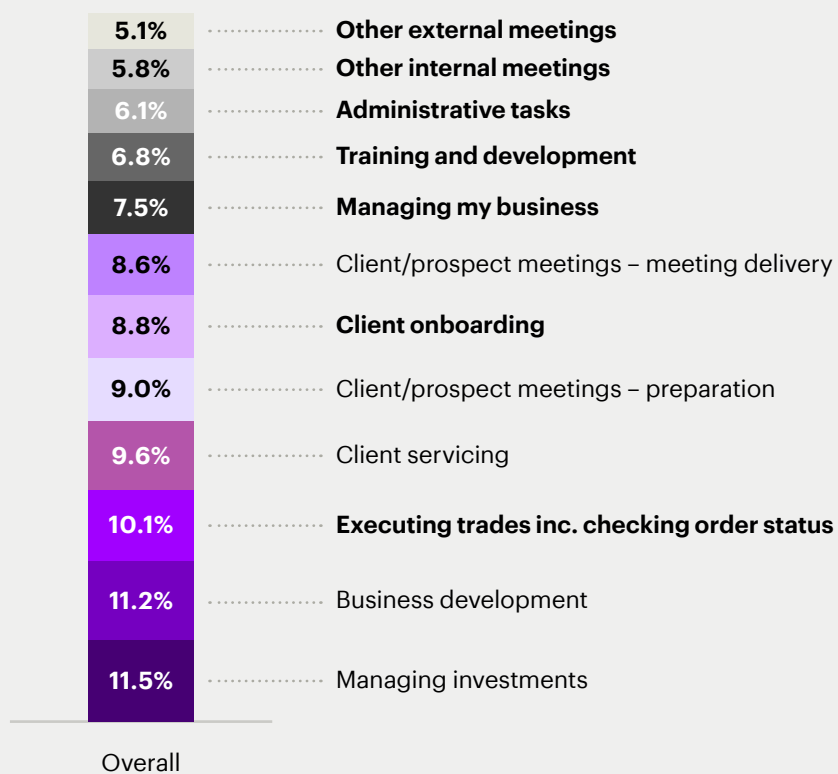 5.1% Other external meetings
5.8% Other internal meetings
6.1% Administrative tasks
6.8% Training and development
7.5% Managing my business
8.6% Client/prospect meetings – meeting delivery
8.8% Client onboarding
9.0% Client/prospect meetings – preparation
9.6% Client servicing
10.1% Executing trades inc. checking order status
11.2% Business development
11.5% Managing investments
Overall